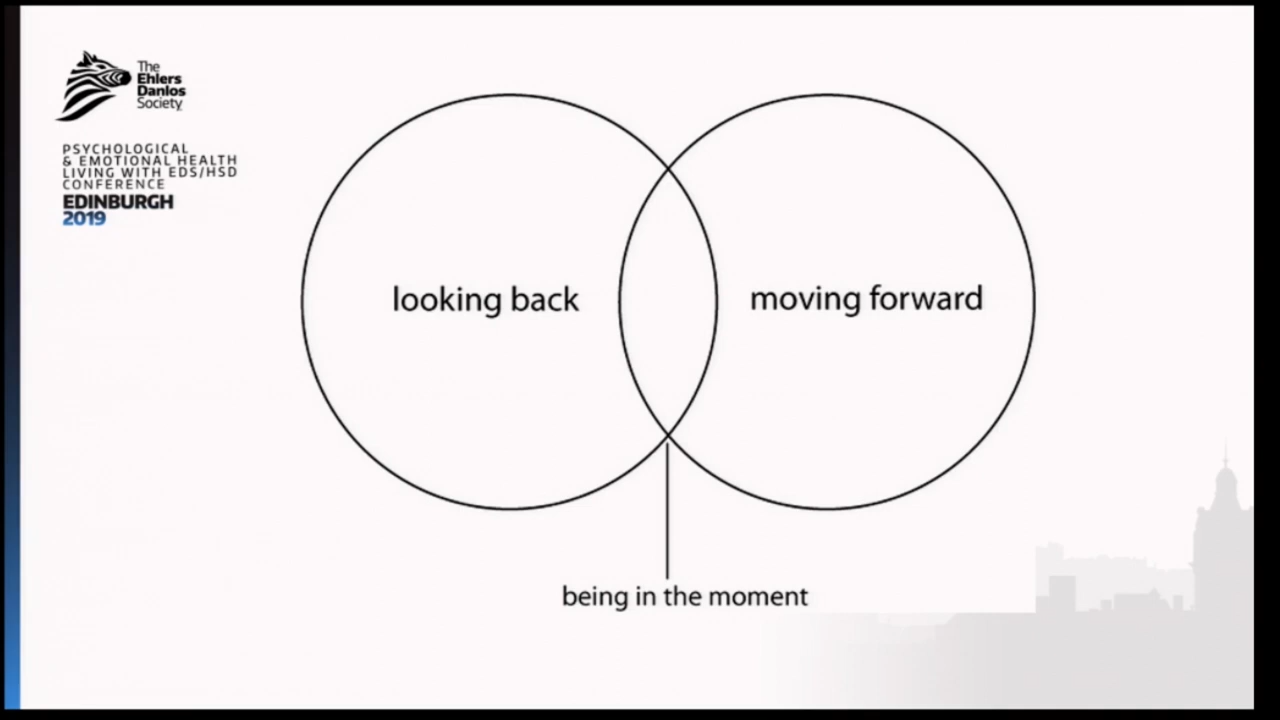 The
Ehlers
Danlos
Society
PSYCHOLOGICAL
& EMOTIONAL HEALTH
LIVING WITH EDS/HSD
CONFERENCE
EDINBURGH
2019
looking back
moving forward
being in the moment